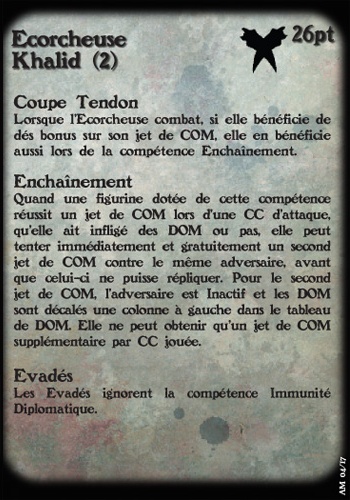 Ecorcheuse
Khalid (2)
26pt
Coupe Tendon
Lorsque l'Ecorcheuse combat, si elle bénéficie de
dés bonus sur son jet de COM, elle en bénéficie
aussi lors de la compétence Enchaînement.
Enchaînement
Quand une figurine dotée de cette compétence
réussit un jet de COM lors d'une CC d'attaque,
qu'elle ait infligé des DOM ou pas, elle peut
tenter immédiatement et gratuitement un second
jet de COM contre le même adversaire, avant
que celui-ci ne puisse répliquer. Pour le second
jet de COM, l'adversaire est Inactif et les DOM
sont décalés une colonne à gauche dans le tableau
de DOM. Elle ne peut obtenir qu'un jet de COM
supplémentaire par CC jouée.
Evadés
Les Evadés ignorent la compétence Immunité
Diplomatique.
AM 04/17